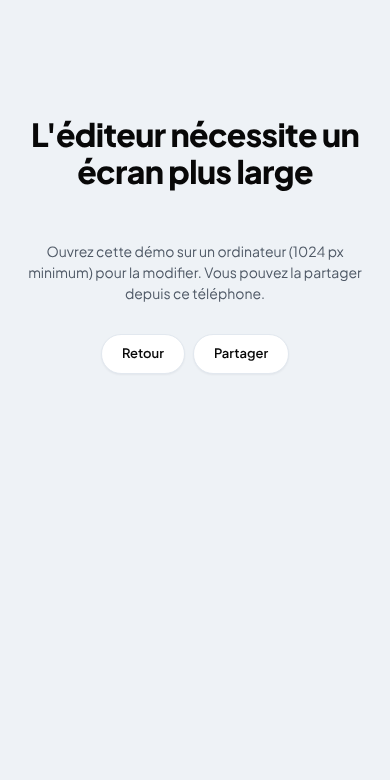 L'éditeur nécessite un
écran plus large
Ouvrez cette démo sur un ordinateur (1024 px
minimum) pour la modifier. Vous pouvez la partager
depuis ce téléphone.
Retour
Partager